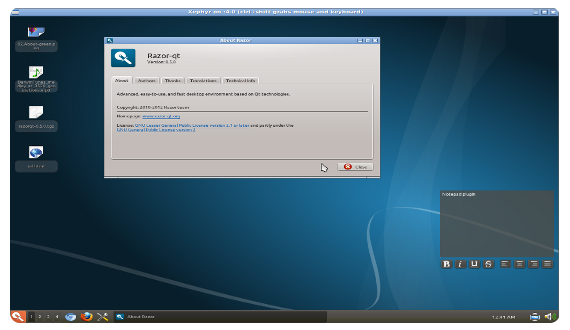 Xephyr on :4.0 (ctrl+shift grabs mouse and keyboard)
About Razor
Razor-qt
Version: 0.5.0
About
Authors
Thanks
Translations
Technical Info
Advanced, easy-to-use, and fast desktop environment based on Qt technologies.
Copyright: 2010-2012 Razor team
Homepage: www.razor-qt.org
License: GNU Lesser General Public License version 2.1 or later and partly under the
GNU General Public License version 2
Close
Notepad plugin
B i U S
1 2 3 4
About Razor
12:41 AM